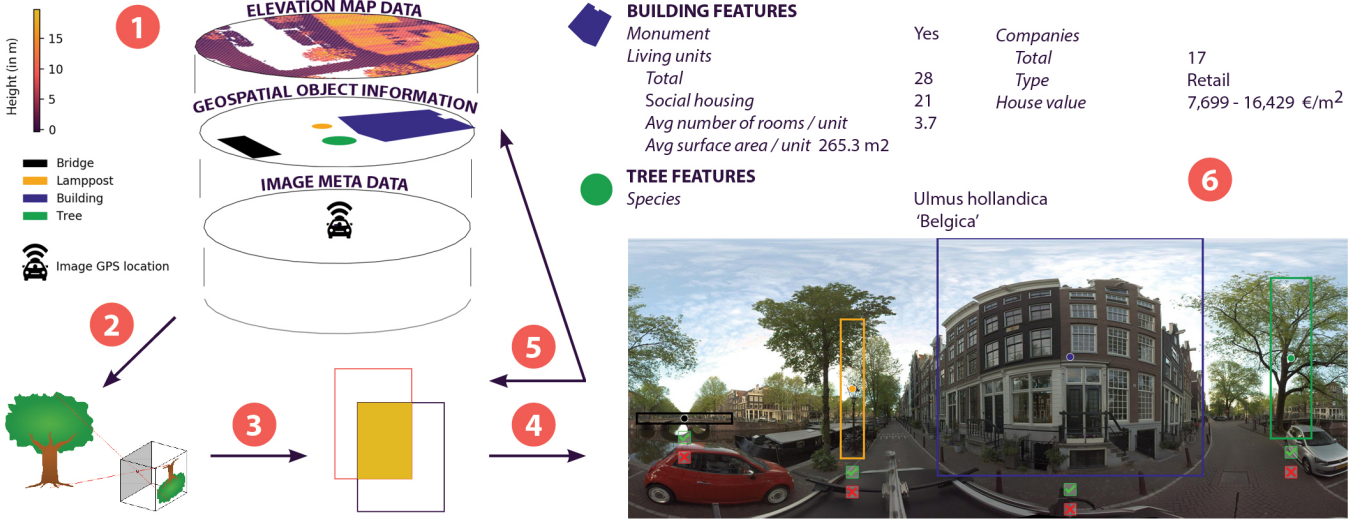 1
ELEVATION MAP DATA
Height (in m)
15
10
5
0
GEOSPATIAL OBJECT INFORMATION
Bridge
Lamppost
Building
Tree
IMAGE META DATA
Image GPS location
2
3
4
5
BUILDING FEATURES
Monument Yes
Living units
Total 28
Social housing 21
Avg number of rooms / unit 3.7
Avg surface area / unit 265.3 m2
Companies
Total 17
Type Retail
House value 7,699 - 16,429 €/m²
TREE FEATURES
Species Ulmus hollandica
'Belgica'
6